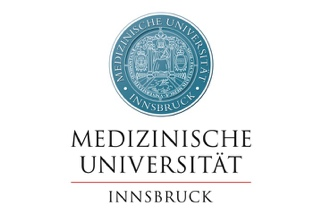 MEDIZINISCHE UNIVERSITÄT
· INNSBRUCK ·
MEDIZINISCHE
UNIVERSITÄT
INNSBRUCK